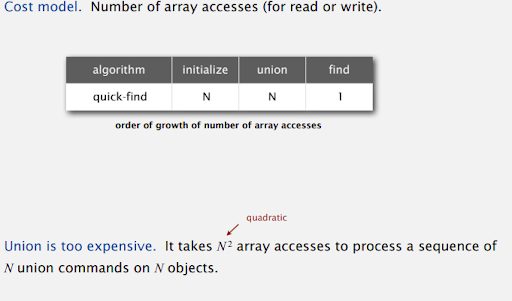 Cost model. Number of array accesses (for read or write).
algorithm initialize union find
quick-find N N 1
order of growth of number of array accesses
quadratic
Union is too expensive. It takes N² array accesses to process a sequence of
N union commands on N objects.